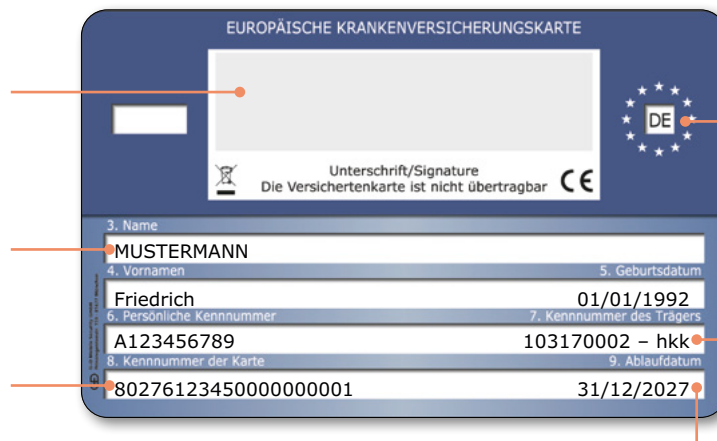 EUROPÄISCHE KRANKENVERSICHERUNGSKARTE
DE
Unterschrift/Signature
Die Versichertenkarte ist nicht übertragbar
CE
3. Name
MUSTERMANN
4. Vornamen 5. Geburtsdatum
Friedrich 01/01/1992
6. Persönliche Kennnummer 7. Kennnummer des Trägers
A123456789 103170002 – hkk
8. Kennnummer der Karte 9. Ablaufdatum
80276123450000000001 31/12/2027